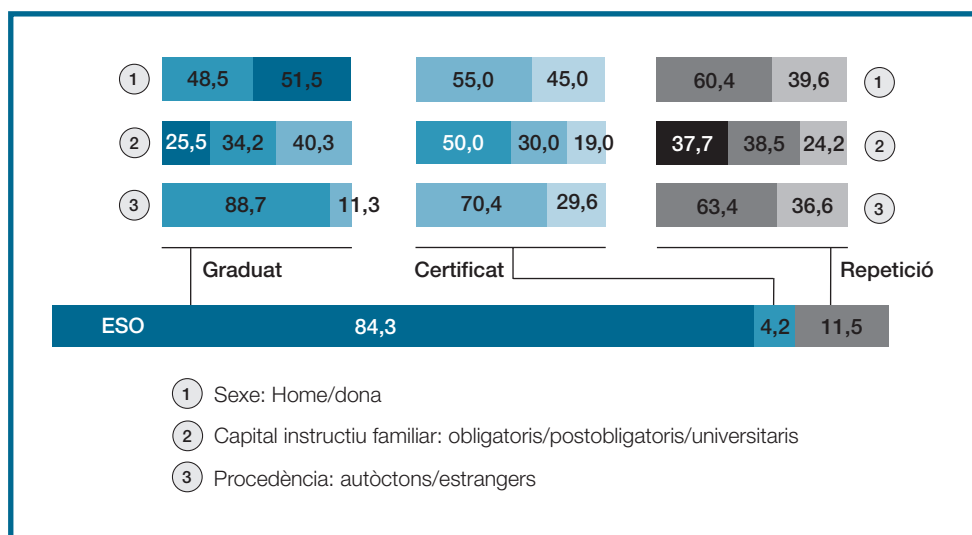 1 48,5 51,5 55,0 45,0 60,4 39,6 1
2 25,5 34,2 40,3 50,0 30,0 19,0 37,7 38,5 24,2 2
3 88,7 11,3 70,4 29,6 63,4 36,6 3
Graduat Certificat Repetició
ESO 84,3 4,2 11,5
1 Sexe: Home/dona
2 Capital instructiu familiar: obligatoris/postobligatoris/universitaris
3 Procedència: autòctons/estrangers